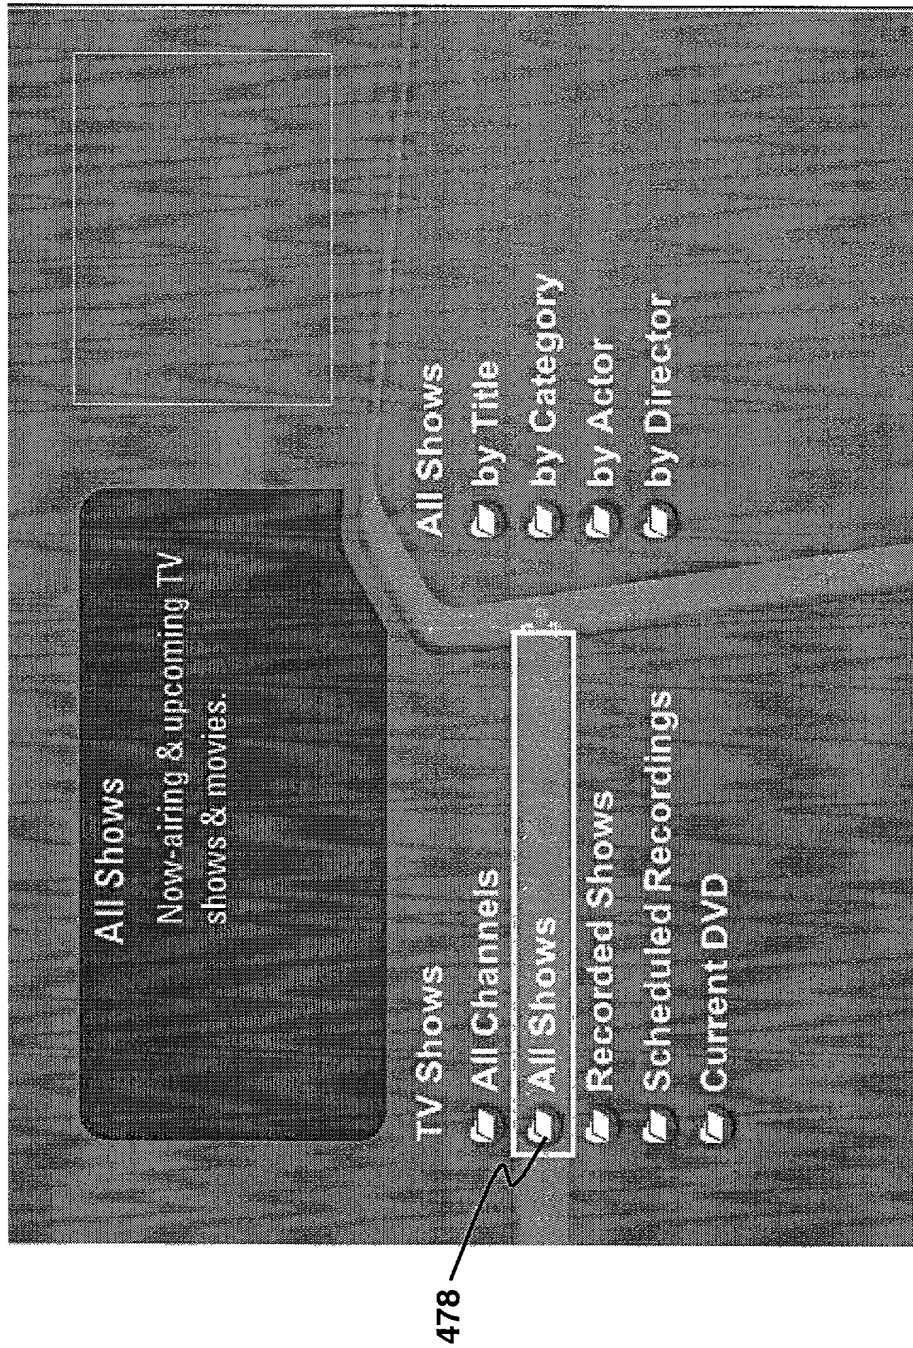 All Shows
Now-airing & upcoming TV
shows & movies.
TV Shows
All Channels
All Shows
Recorded Shows
Scheduled Recordings
Current DVD
All Shows
by Title
by Category
by Actor
by Director
478